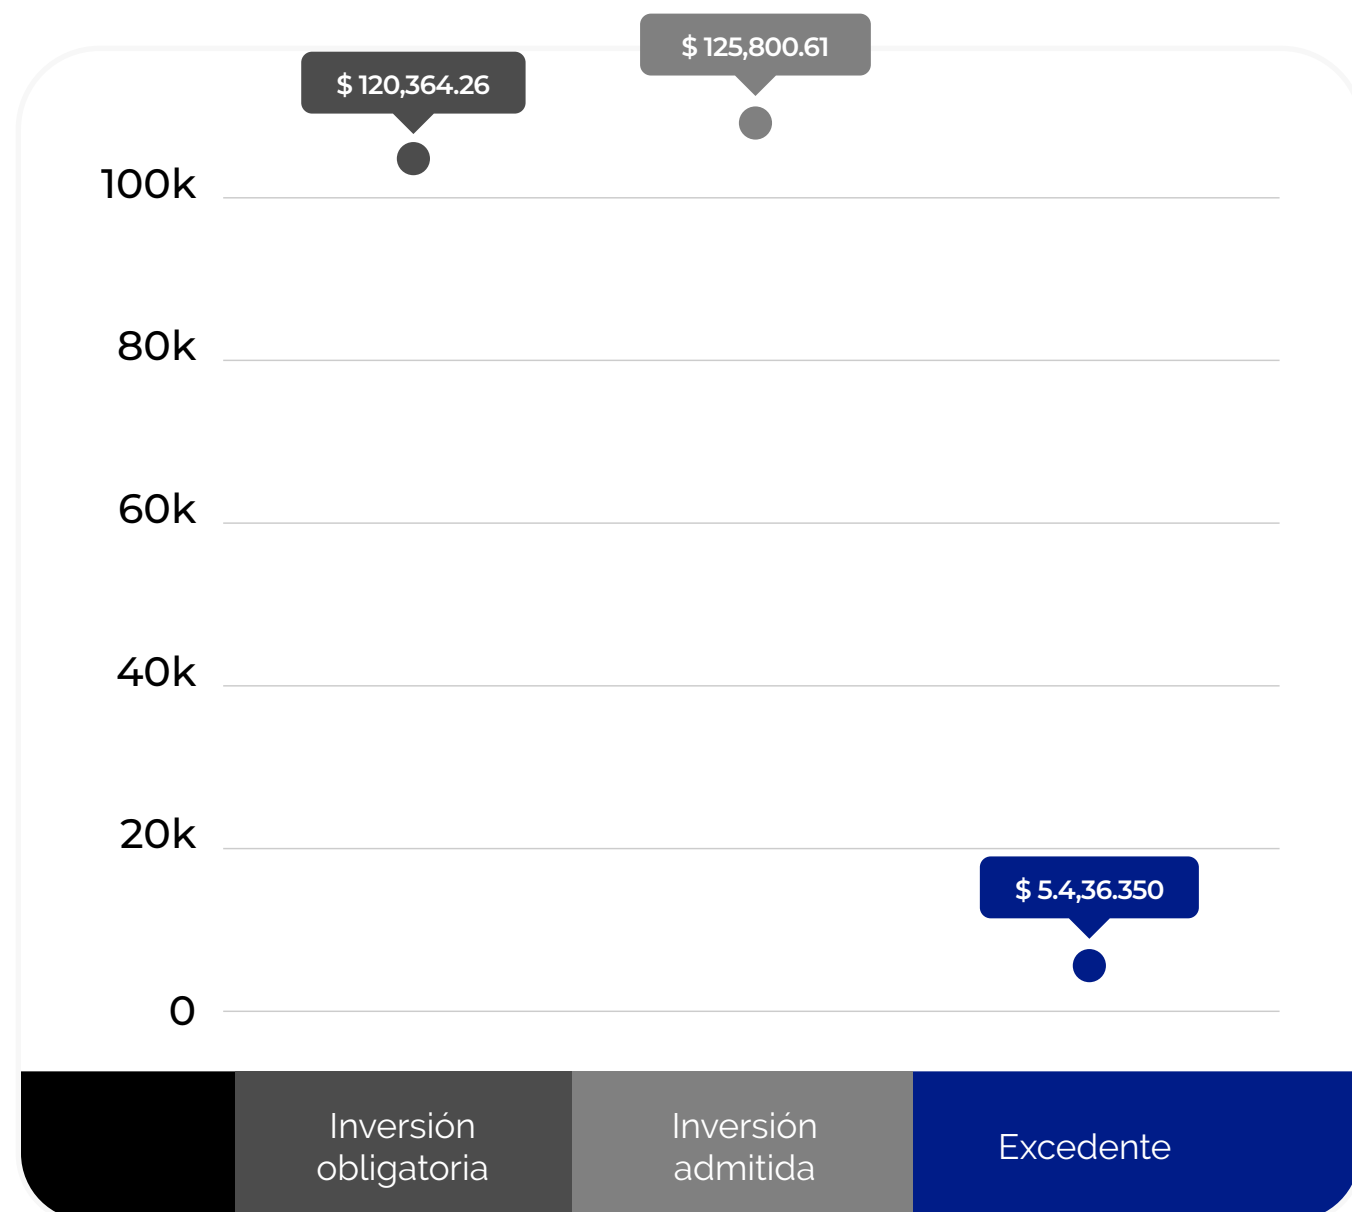 $ 125,800.61
$ 120,364.26
100k
80k
60k
40k
20k
$ 5.4,36.350
0
Inversión
obligatoria
Inversión
admitida
Excedente